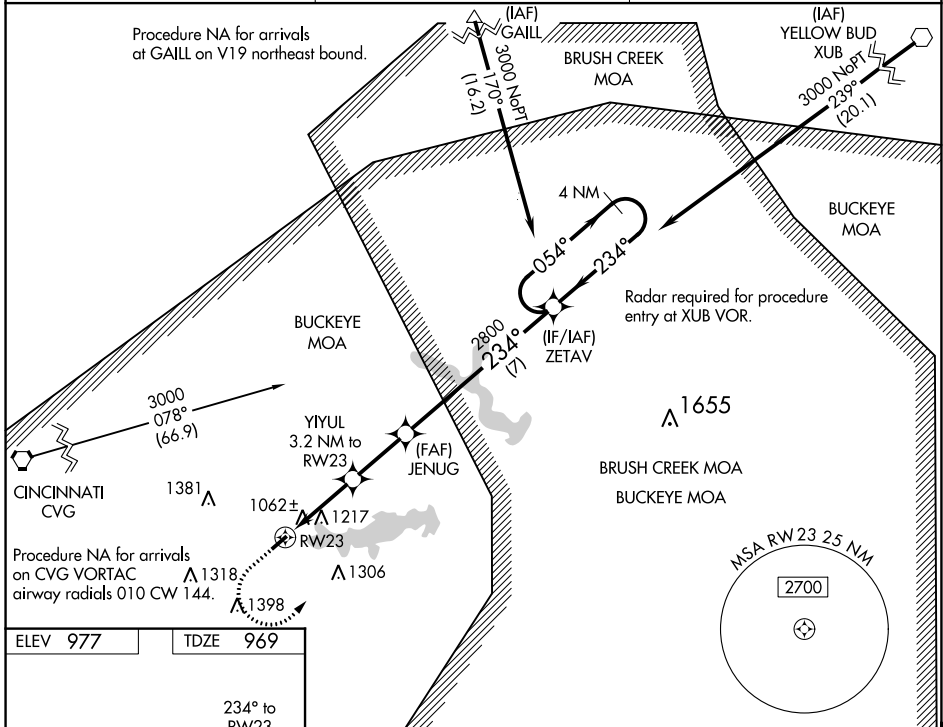 Procedure NA for arrivals
at GAILL on V19 northeast bound.
(IAF)
GAILL
3000 NoPT
170°
(16.2)
BRUSH CREEK
MOA
(IAF)
YELLOW BUD
XUB
3000 NoPT
239°
(20.1)
4 NM
054°
234°
BUCKEYE
MOA
Radar required for procedure
entry at XUB VOR.
(IF/IAF)
ZETAV
BUCKEYE
MOA
2800
234°
(7)
3000
078°
(66.9)
YIYUL
3.2 NM to
RW23
(FAF)
JENUG
1655
BRUSH CREEK MOA
BUCKEYE MOA
CINCINNATI
CVG
1381
1062±
1217
RW23
Procedure NA for arrivals
on CVG VORTAC
airway radials 010 CW 144.
1318
1306
1398
MSA RW23 25 NM
2700
ELEV 977
TDZE 969
234° to
RW23